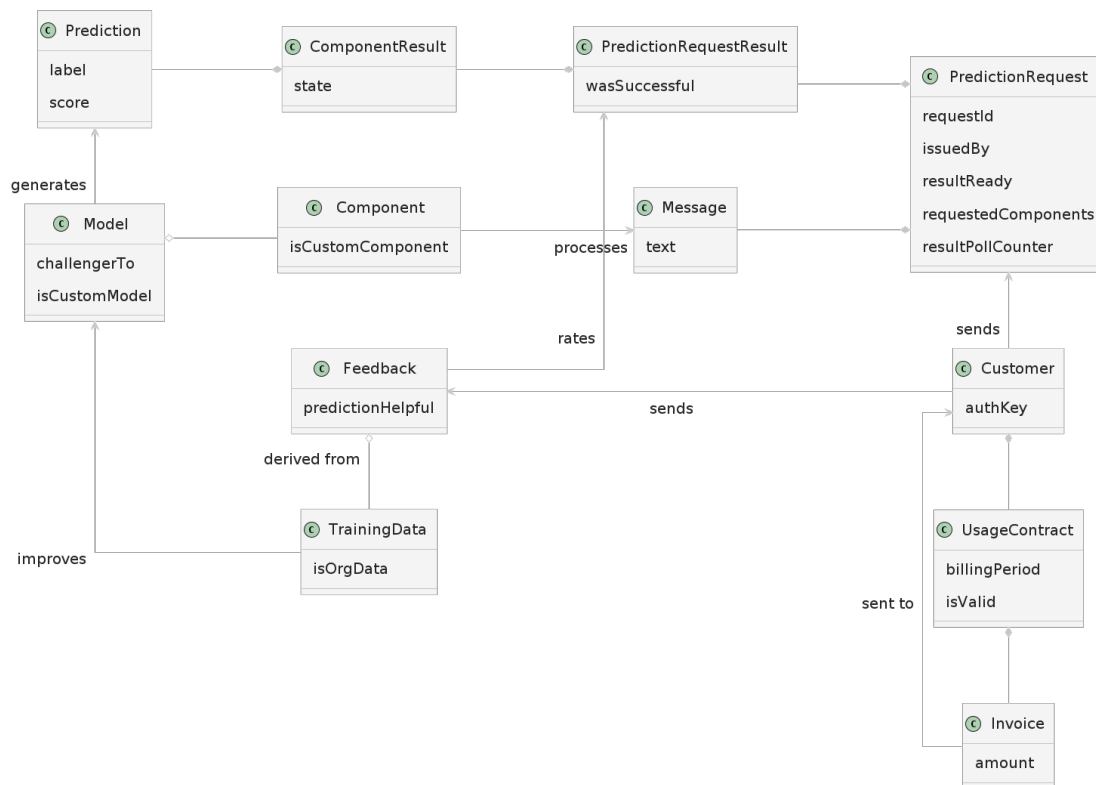 C Prediction
label
score
C ComponentResult
state
C PredictionRequestResult
wasSuccessful
C PredictionRequest
requestId
issuedBy
resultReady
requestedComponents
resultPollCounter
generates
C Model
challengerTo
isCustomModel
C Component
isCustomComponent
processes
C Message
text
rates
sends
C Feedback
predictionHelpful
sends
C Customer
authKey
derived from
C TrainingData
isOrgData
improves
C UsageContract
billingPeriod
isValid
sent to
C Invoice
amount